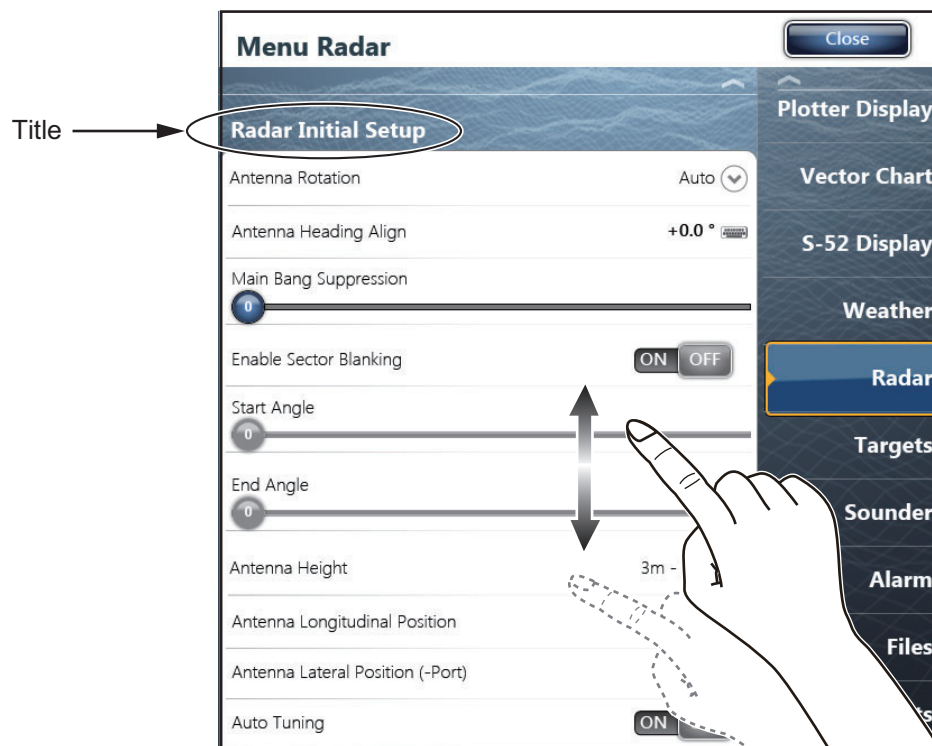 Menu Radar
Close
Title
Radar Initial Setup
Antenna Rotation
Auto
Antenna Heading Align
+0.0 °
Main Bang Suppression
0
Enable Sector Blanking
ON OFF
Start Angle
0
End Angle
0
Antenna Height
3m -
Antenna Longitudinal Position
Antenna Lateral Position (-Port)
Auto Tuning
ON
Plotter Display
Vector Chart
S-52 Display
Weather
Radar
Targets
Sounder
Alarm
Files